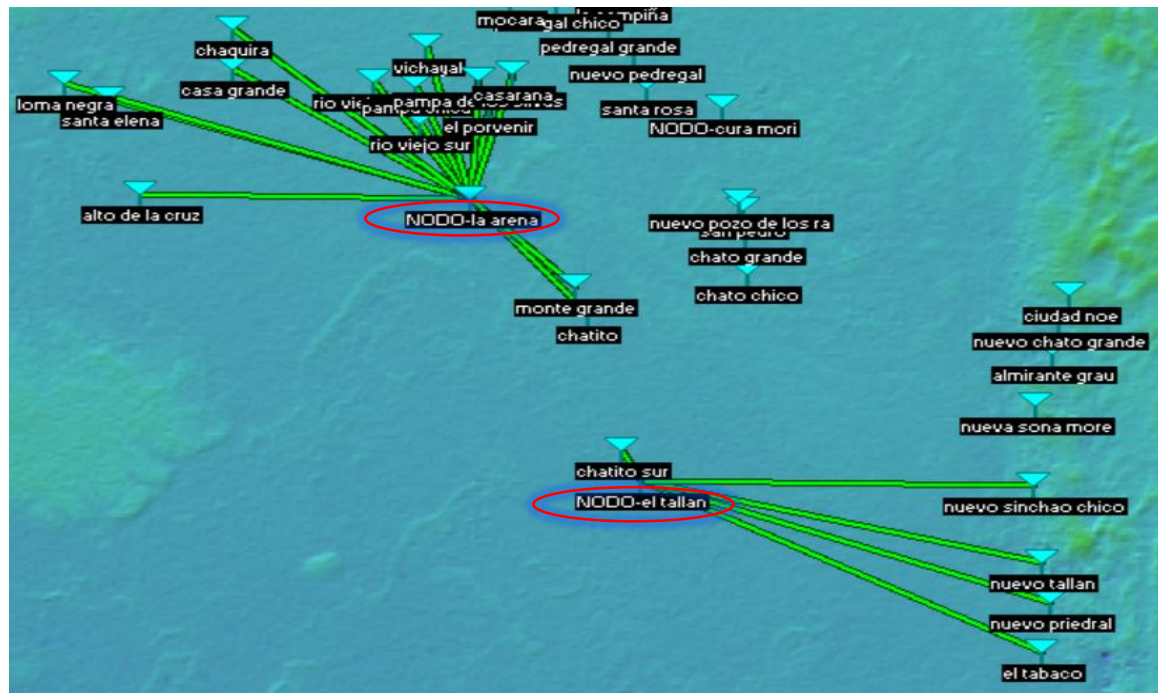 mocara
gal chico
pedregal grande
chaquira
vichayal
nuevo pedregal
casa grande
casarana
loma negra
pampa de
santa rosa
santa elena
el porvenir
NODO-cura mori
rio viejo sur
alto de la cruz
NODO-la arena
nuevo pozo de los ra
san pedro
chato grande
chato chico
monte grande
ciudad noe
chatito
nuevo chato grande
almirante grau
nueva sona more
chatito sur
NODO-el tallan
nuevo sinchao chico
nuevo tallan
nuevo priedral
el tabaco